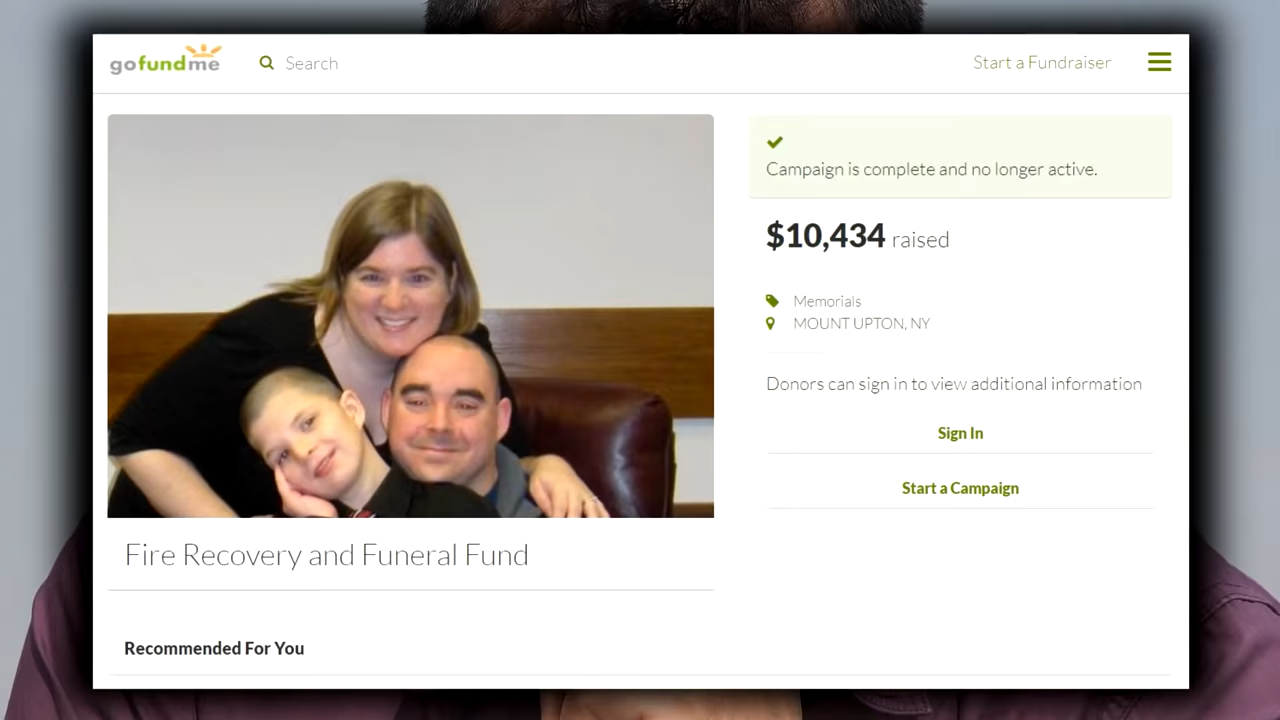 gofundme
Search
Start a Fundraiser
Campaign is complete and no longer active.
$10,434 raised
Memorials
MOUNT UPTON, NY
Donors can sign in to view additional information
Sign In
Start a Campaign
Fire Recovery and Funeral Fund
Recommended For You